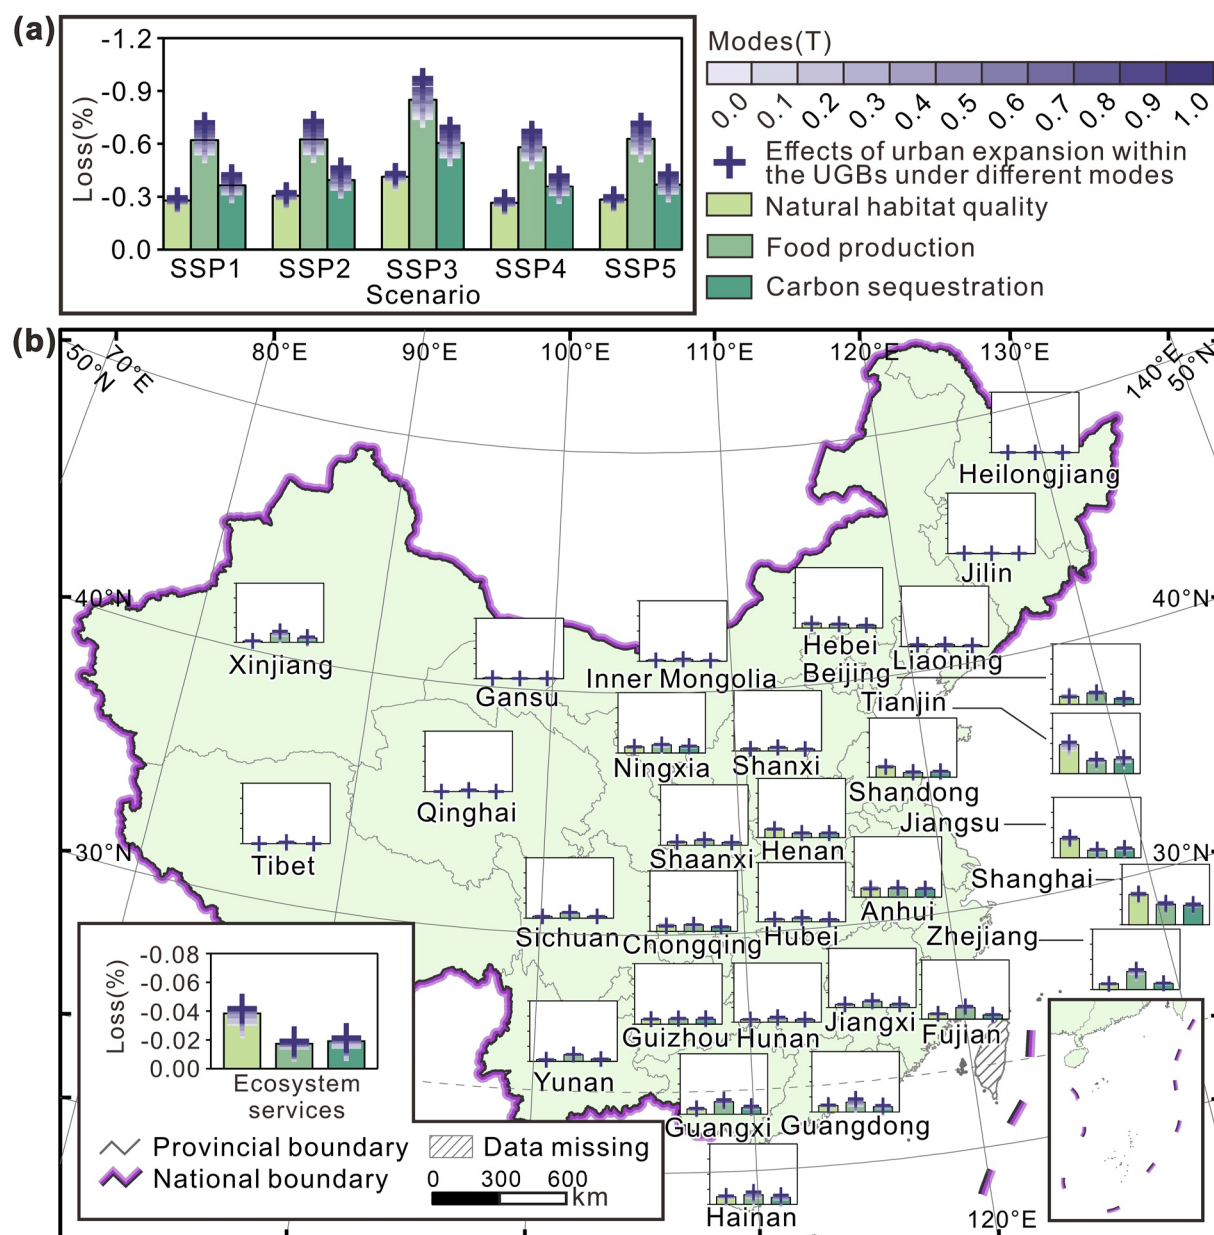 (a)
-1.2
-0.9
-0.6
-0.3
0.0
Loss(%)
SSP1
SSP2
SSP3
SSP4
SSP5
Scenario
Modes(T)
0.0
0.1
0.2
0.3
0.4
0.5
0.6
0.7
0.8
0.9
1.0
Effects of urban expansion within
the UGBs under different modes
Natural habitat quality
Food production
Carbon sequestration
(b)
50°N
70°E
80°E
90°E
100°E
110°E
120°E
130°E
140°E
50°N
Heilongjiang
Jilin
40°N
40°N
Xinjiang
Gansu
Inner Mongolia
Hebei
Liaoning
Beijing
Tianjin
Ningxia
Shanxi
Shandong
Qinghai
Jiangsu
Tibet
Shaanxi
Henan
30°N
30°N
Shanghai
Anhui
Sichuan
Chongqing
Hubei
Zhejiang
Guizhou
Hunan
Jiangxi
Fujian
Yunan
Guangxi
Guangdong
Hainan
120°E
-0.08
-0.06
-0.04
-0.02
0.00
Loss(%)
Ecosystem
services
Provincial boundary
Data missing
National boundary
0
300
600
km